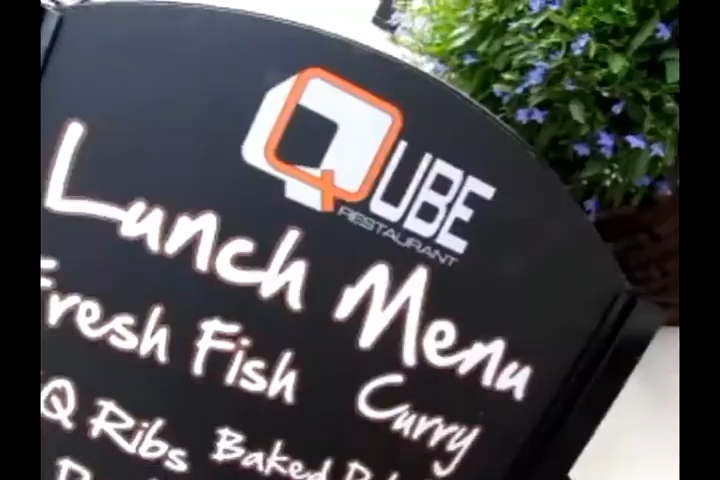 QUBE
RESTAURANT
Lunch Menu
Fresh Fish Curry
Ribs Baked